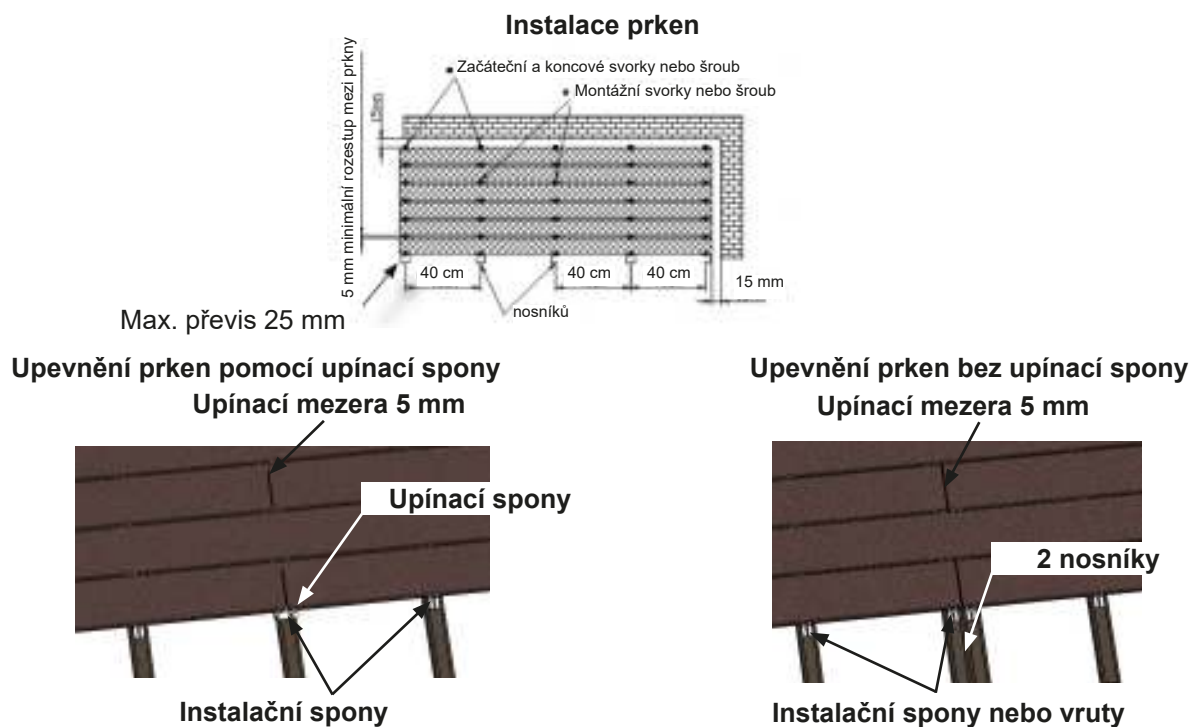 Instalace prken
Začáteční a koncové svorky nebo šroub
Montážní svorky nebo šroub
5 mm minimální rozestup mezi prkny
40 cm
40 cm
40 cm
15 mm
nosníků
Max. převis 25 mm
Upevnění prken pomocí upínací spony
Upínací mezera 5 mm
Upínací spony
Instalační spony
Upevnění prken bez upínací spony
Upínací mezera 5 mm
2 nosníky
Instalační spony nebo vruty